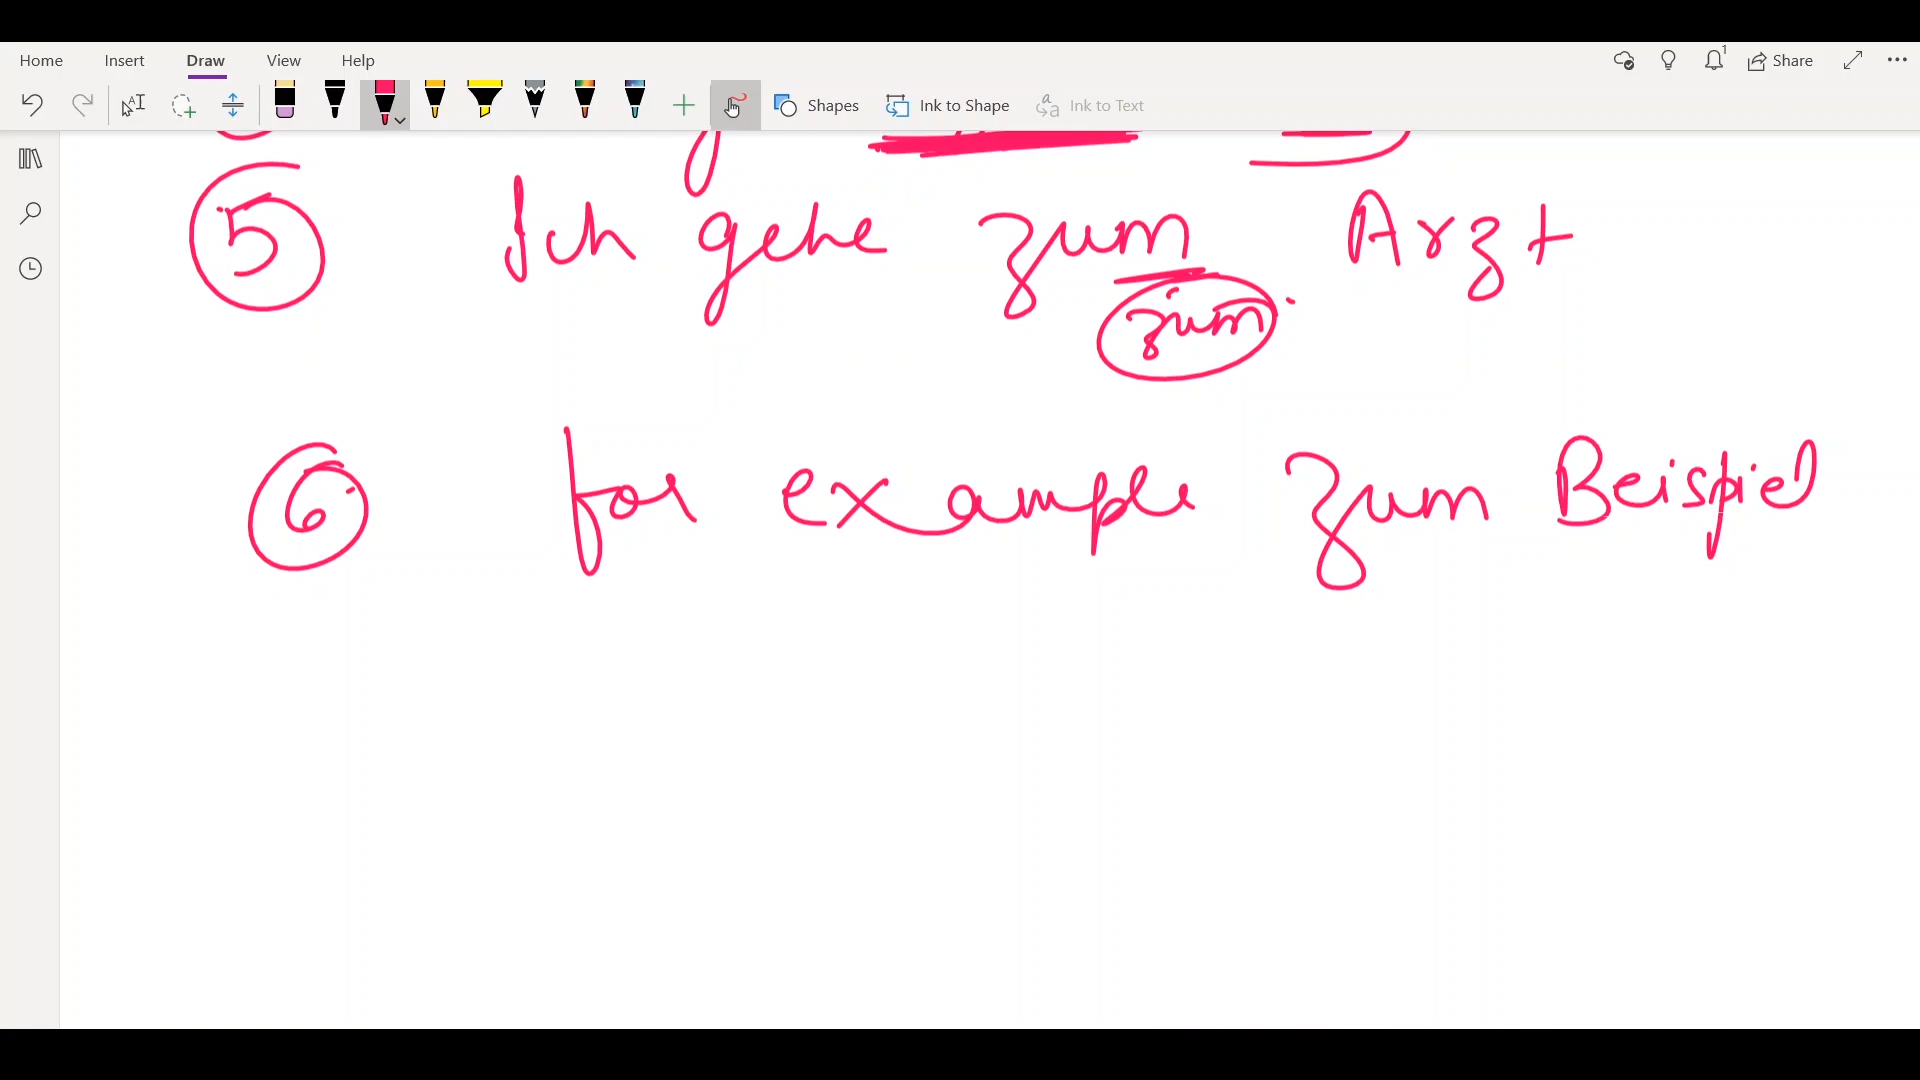 Home Insert Draw View Help 1 Share
Shapes Ink to Shape Ink to Text
5 Ich gehe zum Arzt
zum
6 for example zum Beispiel